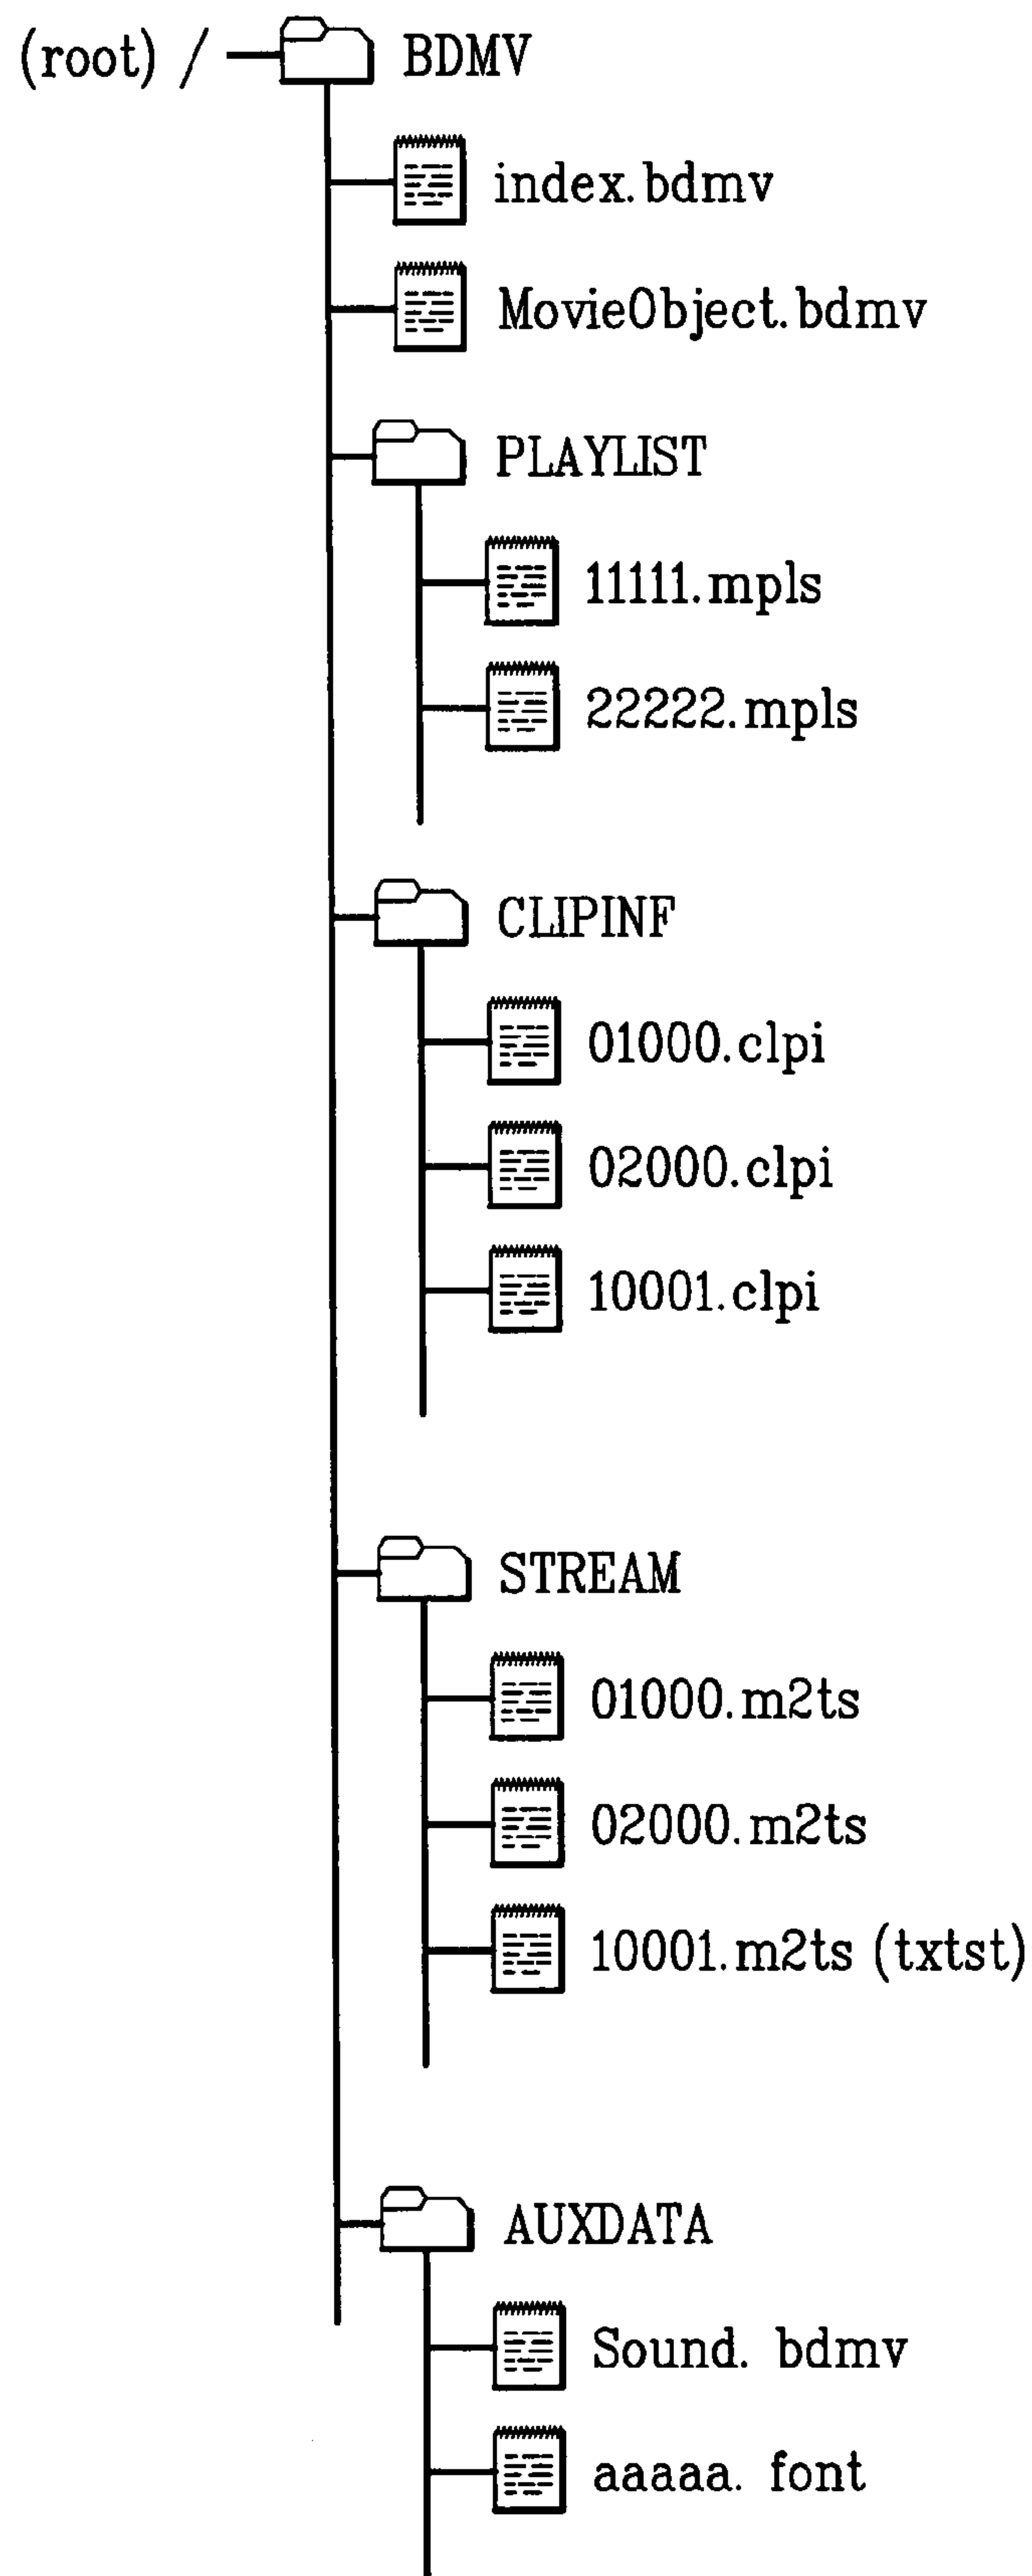 (root) / BDMV
index.bdmv
MovieObject.bdmv
PLAYLIST
11111.mpls
22222.mpls
CLIPINF
01000.clpi
02000.clpi
10001.clpi
STREAM
01000.m2ts
02000.m2ts
10001.m2ts (txtst)
AUXDATA
Sound. bdmv
aaaaa. font